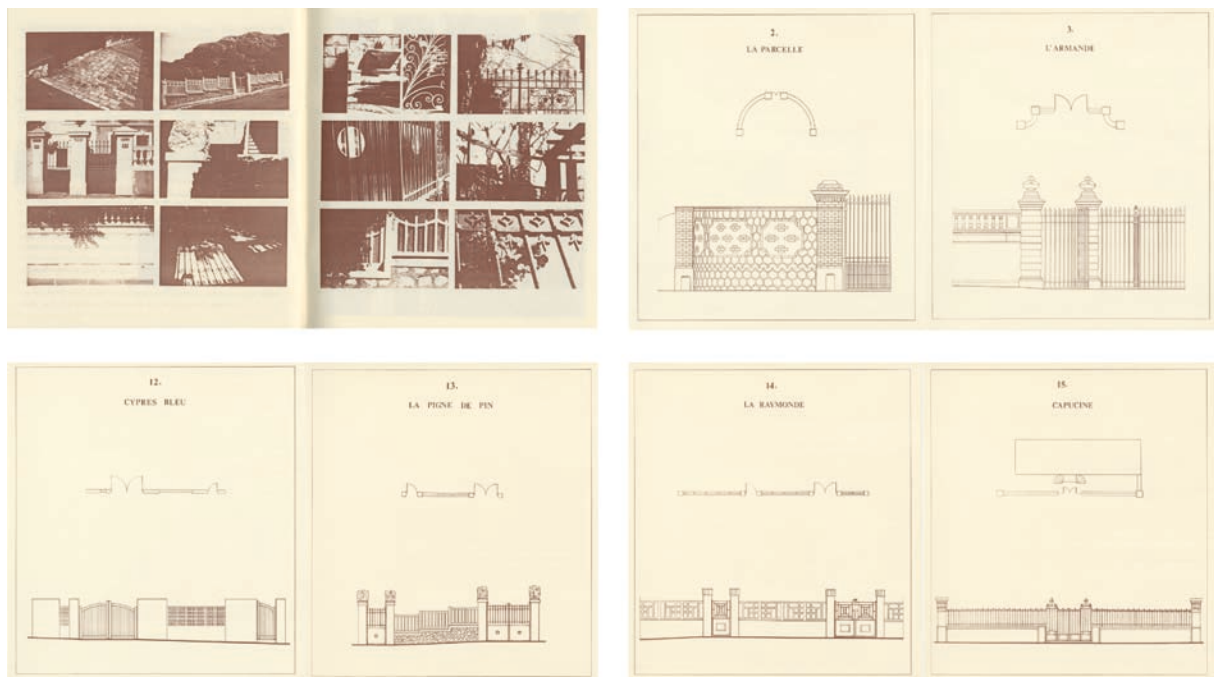 2.
LA PARCELLE
3.
L'ARMANDE
12.
CYPRES BLEU
13.
LA PIGNE DE PIN
14.
LA RAYMONDE
15.
CAPUCINE